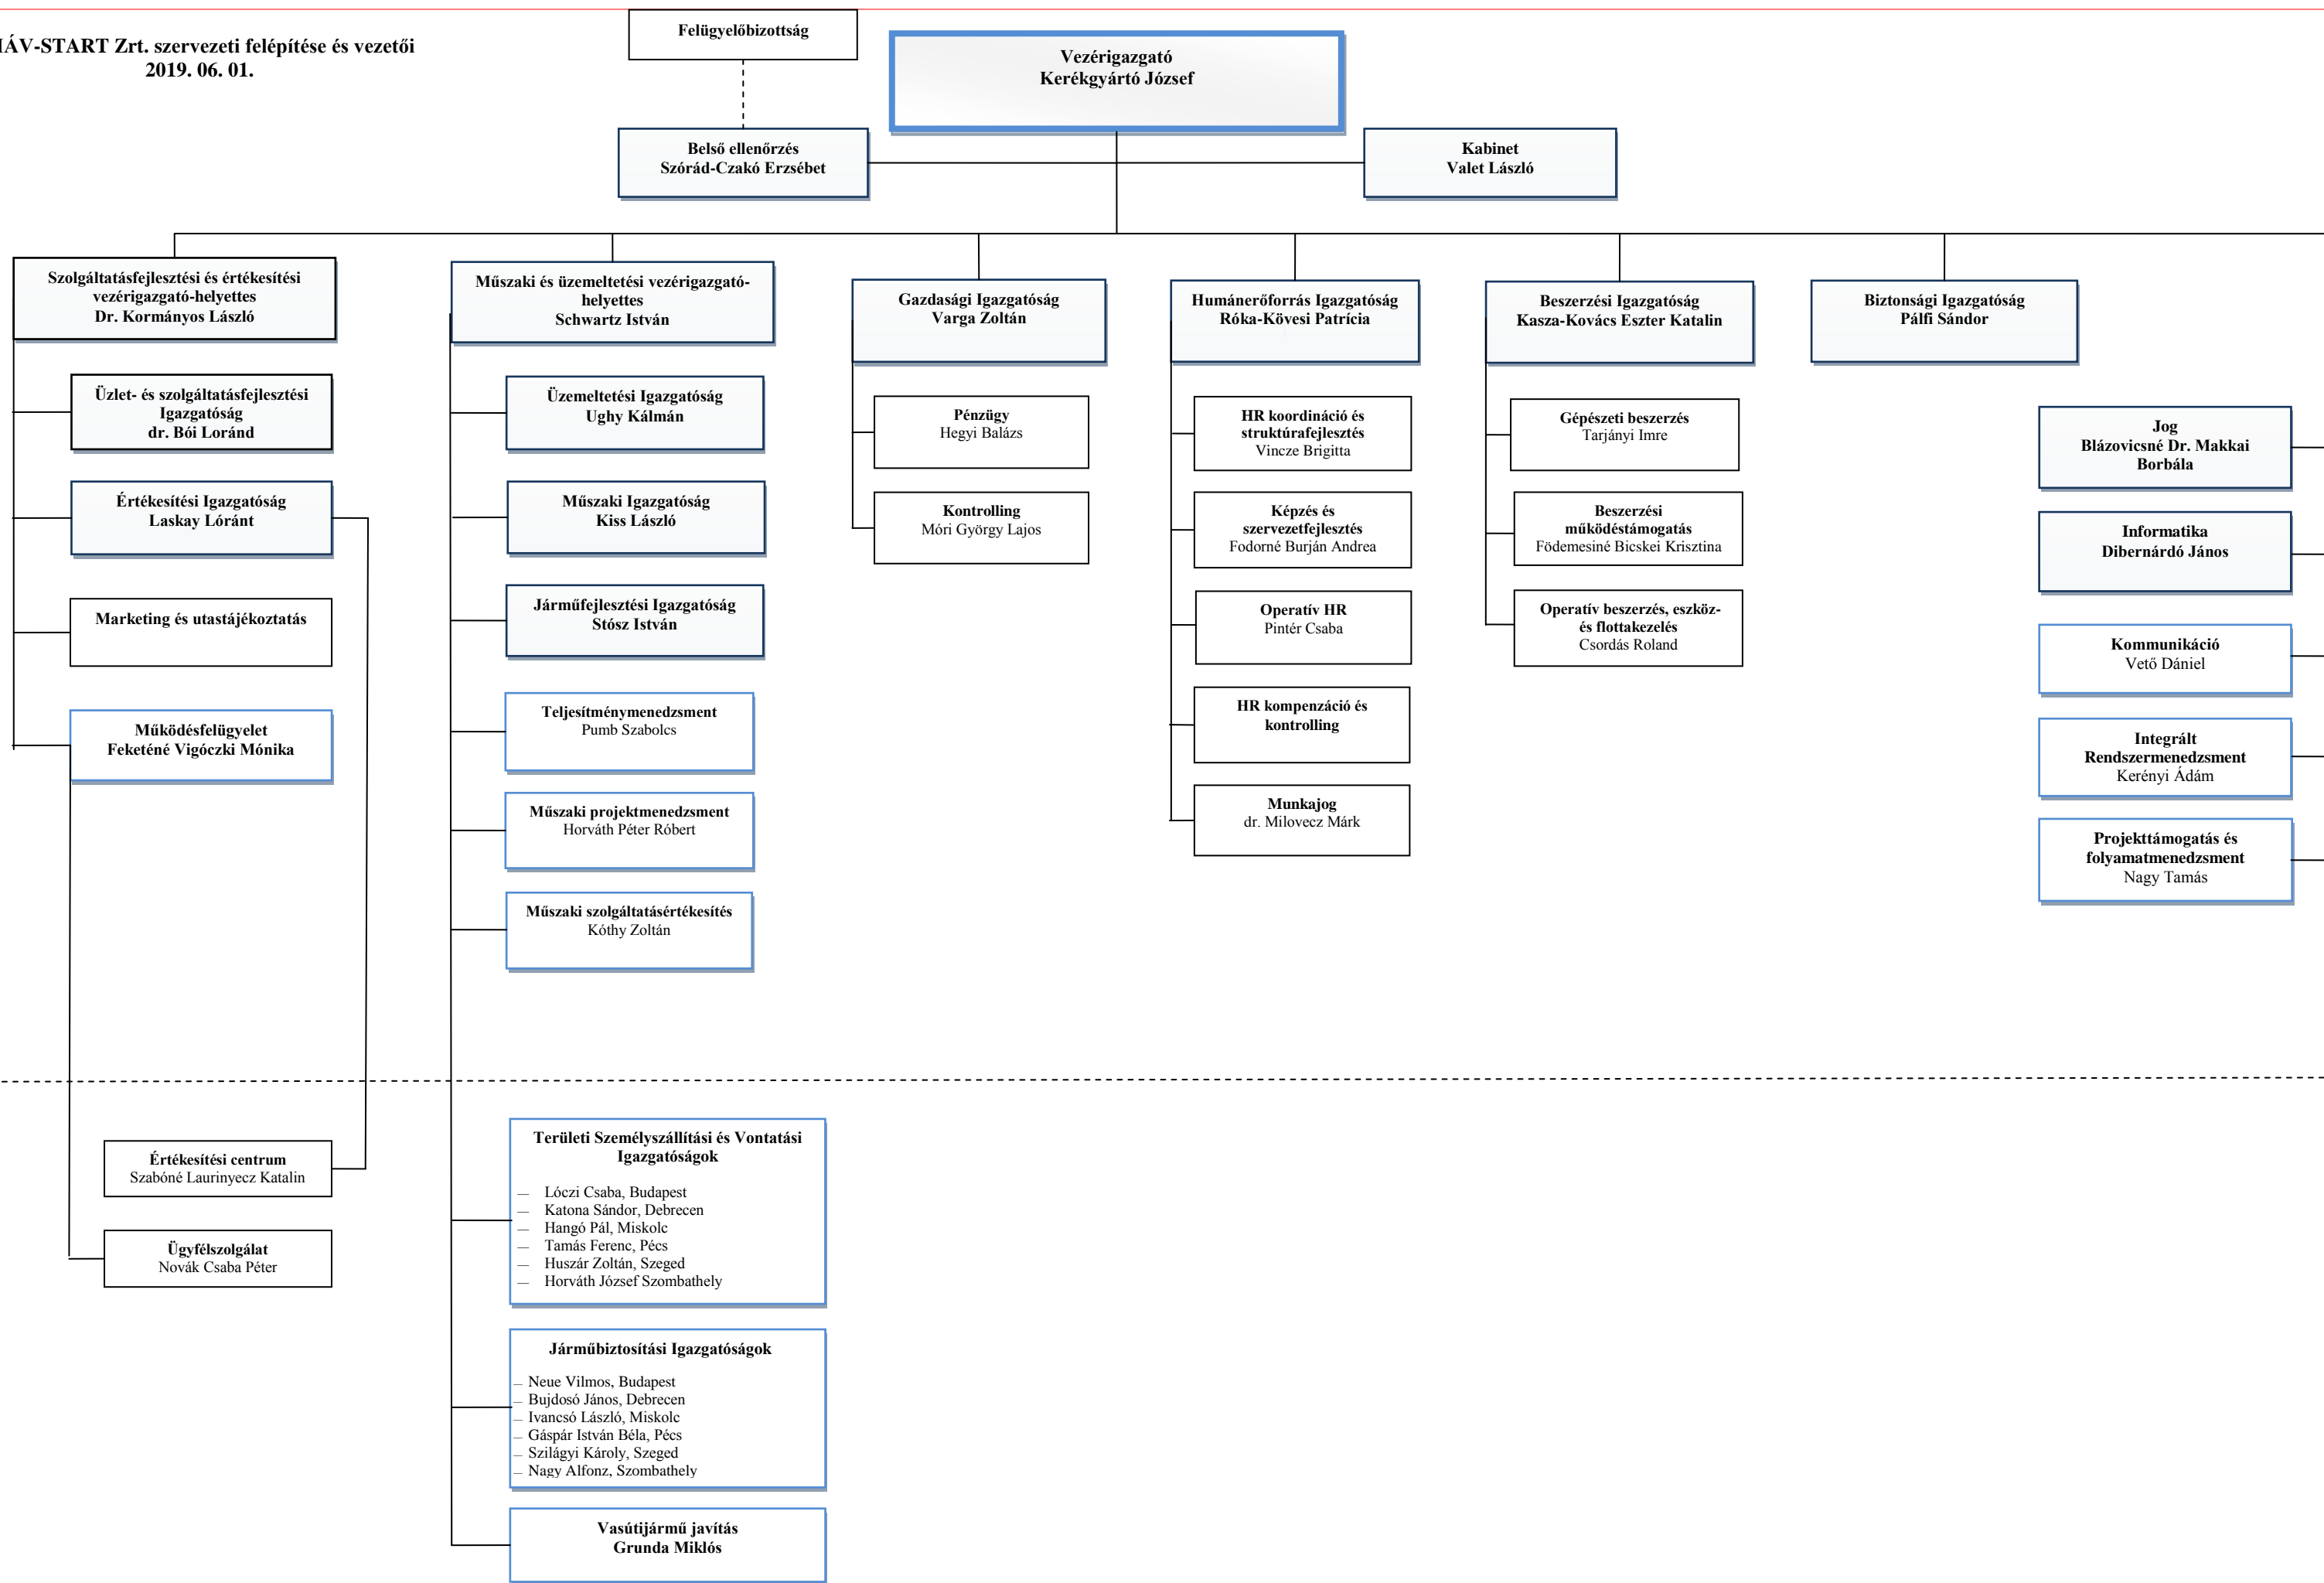 ÁV-START Zrt. szervezeti felépítése és vezetői
2019. 06. 01.
Felügyelőbizottság
Vezérigazgató
Kerékgyártó József
Belső ellenőrzés
Szórád-Czakó Erzsébet
Kabinet
Valet László
Szolgáltatásfejlesztési és értékesítési
vezérigazgató-helyettes
Dr. Kormányos László
Üzlet- és szolgáltatásfejlesztési
Igazgatóság
dr. Bói Loránd
Értékesítési Igazgatóság
Laskay Lóránt
Marketing és utastájékoztatás
Működésfelügyelet
Feketéné Vigóczki Mónika
Értékesítési centrum
Szabóné Laurinyecz Katalin
Ügyfélszolgálat
Novák Csaba Péter
Műszaki és üzemeltetési vezérigazgató-
helyettes
Schwartz István
Üzemeltetési Igazgatóság
Ughy Kálmán
Műszaki Igazgatóság
Kiss László
Járműfejlesztési Igazgatóság
Stósz István
Teljesítménymenedzsment
Pumb Szabolcs
Műszaki projektmenedzsment
Horváth Péter Róbert
Műszaki szolgáltatásértékesítés
Kóthy Zoltán
Területi Személyszállítási és Vontatási
Igazgatóságok
— Lóczi Csaba, Budapest
— Katona Sándor, Debrecen
— Hangó Pál, Miskolc
— Tamás Ferenc, Pécs
— Huszár Zoltán, Szeged
— Horváth József Szombathely
Járműbiztosítási Igazgatóságok
— Neue Vilmos, Budapest
— Bujdosó János, Debrecen
— Ivancsó László, Miskolc
— Gáspár István Béla, Pécs
— Szilágyi Károly, Szeged
— Nagy Alfonz, Szombathely
Vasútijármű javítás
Grunda Miklós
Gazdasági Igazgatóság
Varga Zoltán
Pénzügy
Hegyi Balázs
Kontrolling
Móri György Lajos
Humánerőforrás Igazgatóság
Róka-Kövesi Patrícia
HR koordináció és
struktúrafejlesztés
Vincze Brigitta
Képzés és
szervezetfejlesztés
Fodorné Burján Andrea
Operatív HR
Pintér Csaba
HR kompenzáció és
kontrolling
Munkajog
dr. Milovecz Márk
Beszerzési Igazgatóság
Kasza-Kovács Eszter Katalin
Gépészeti beszerzés
Tarjányi Imre
Beszerzési
működéstámogatás
Födemesiné Bicskei Krisztina
Operatív beszerzés, eszköz-
és flottakezelés
Csordás Roland
Biztonsági Igazgatóság
Pálfi Sándor
Jog
Blázovicsné Dr. Makkai
Borbála
Informatika
Dibernárdó János
Kommunikáció
Vető Dániel
Integrált
Rendszermenedzsment
Kerényi Ádám
Projekttámogatás és
folyamatmenedzsment
Nagy Tamás